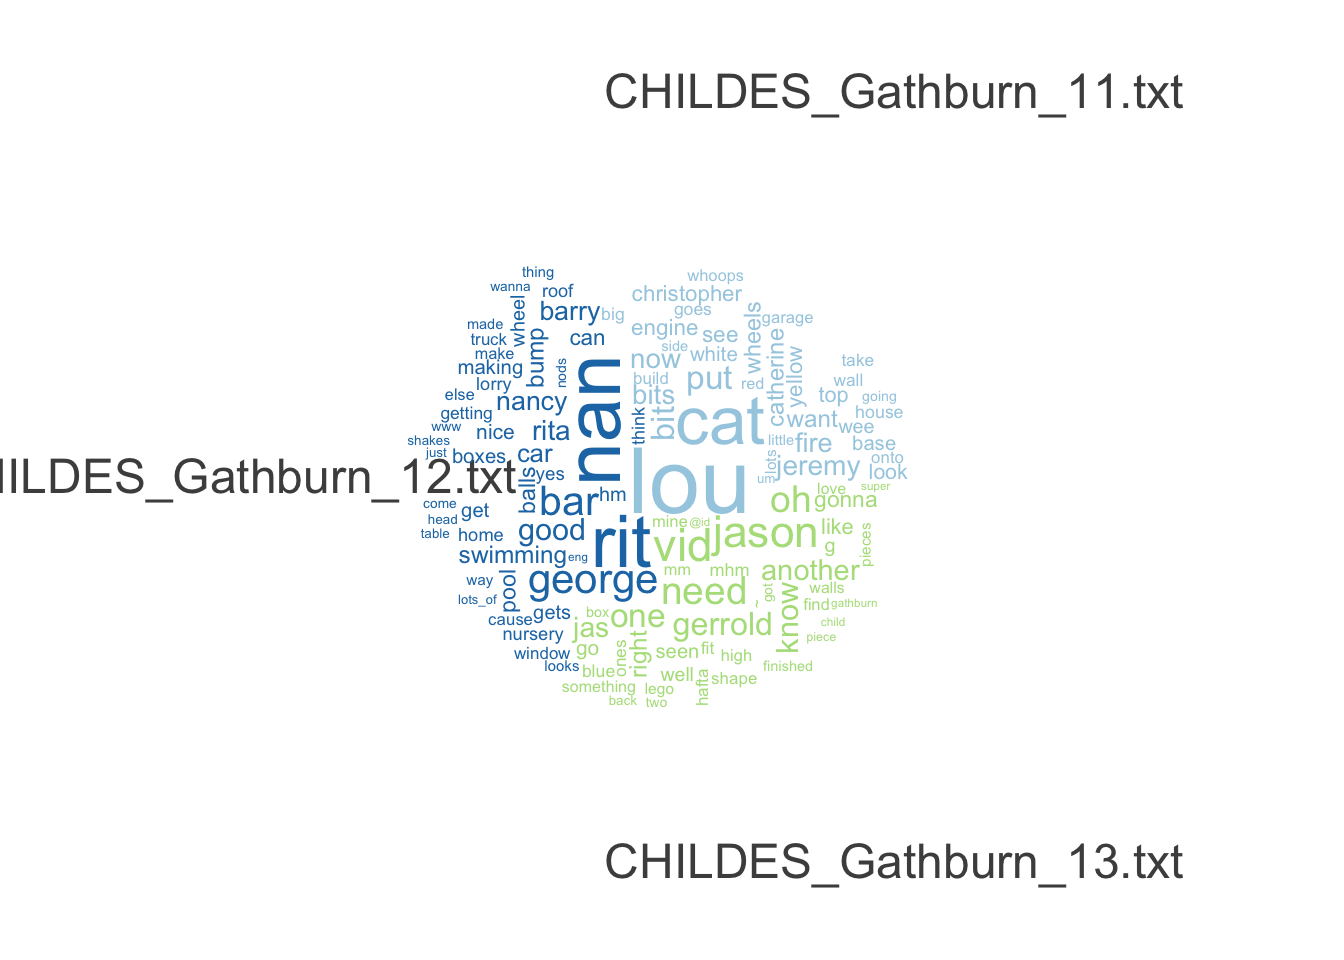 CHILDES_Gathburn_11.txt
thing
whoops
wanna
roof
christopher
wheel
barry
big
goes
garage
made
engine
see
wheels
truck
bump
can
side
make
now
white
catherine
yellow
take
making
nods
nan
build
put
red
wall
lorry
bits
top
going
else
nancy
think
bit
cat
want
house
getting
wee
www
nice
rita
little
fire
base
shakes
just
boxes
car
lou
lots
jeremy
onto
look
HILDES_Gathburn_12.txt
balls
yes
um
love
super
come
get
bar
hm
oh
gonna
head
mine
@id
table
home
good
rit
vid
jason
like
g
pieces
swimming
eng
way
pool
george
mm
mhm
another
need
got
walls
lots_of
gets
box
one
~
know
find
gathburn
cause
jas
gerrold
child
nursery
piece
window
go
ones
right
seen
fit
high
looks
blue
well
finished
something
lego
hafta
shape
back
two
CHILDES_Gathburn_13.txt